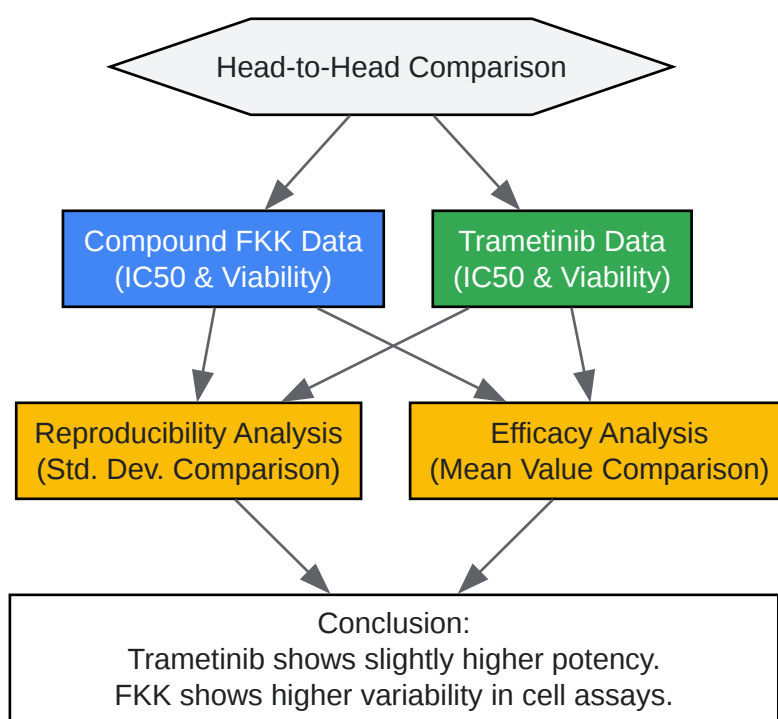 Head-to-Head Comparison
Compound FKK Data
(IC50 & Viability)
Trametinib Data
(IC50 & Viability)
Reproducibility Analysis
(Std. Dev. Comparison)
Efficacy Analysis
(Mean Value Comparison)
Conclusion:
Trametinib shows slightly higher potency.
FKK shows higher variability in cell assays.